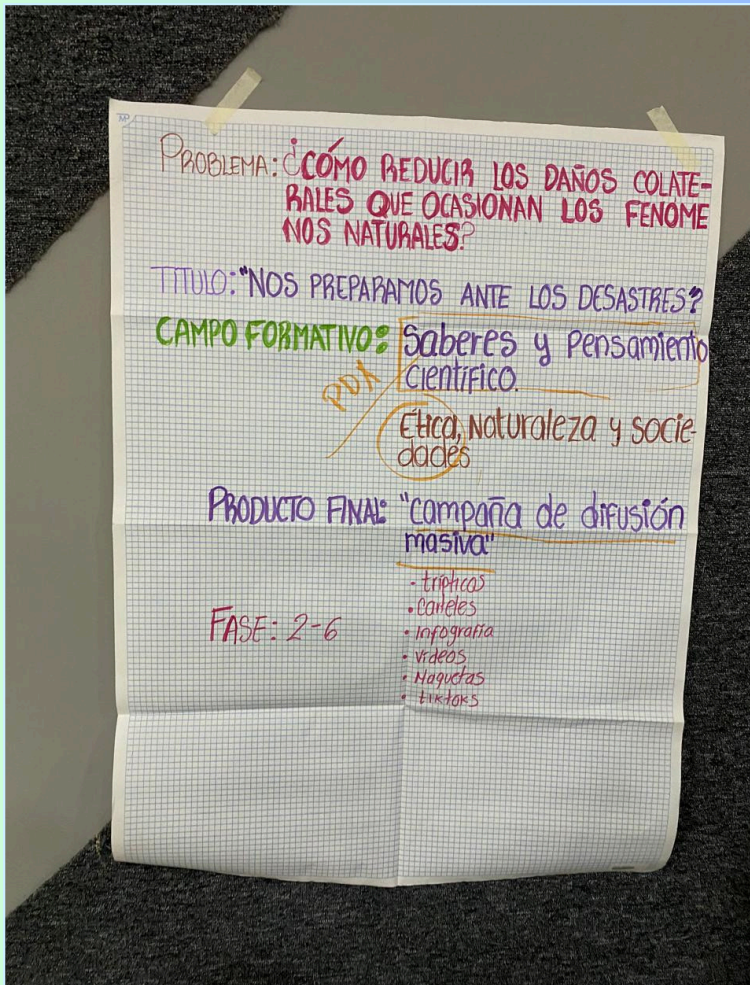 PROBLEMA: ¿CÓMO REDUCIR LOS DAÑOS COLATE-
RALES QUE OCASIONAN LOS FENOME
NOS NATURALES?
TITULO: "NOS PREPARAMOS ANTE LOS DESASTRES?
CAMPO FORMATIVO: Saberes y Pensamiento
científico.
PDA
Ética, Naturaleza y socie-
dades
PRODUCTO FINAL: "Campaña de difusión
masiva"
• trípticos
• Carteles
FASE: 2-6
• Infografía
• videos
• Maquetas
• tiktoks